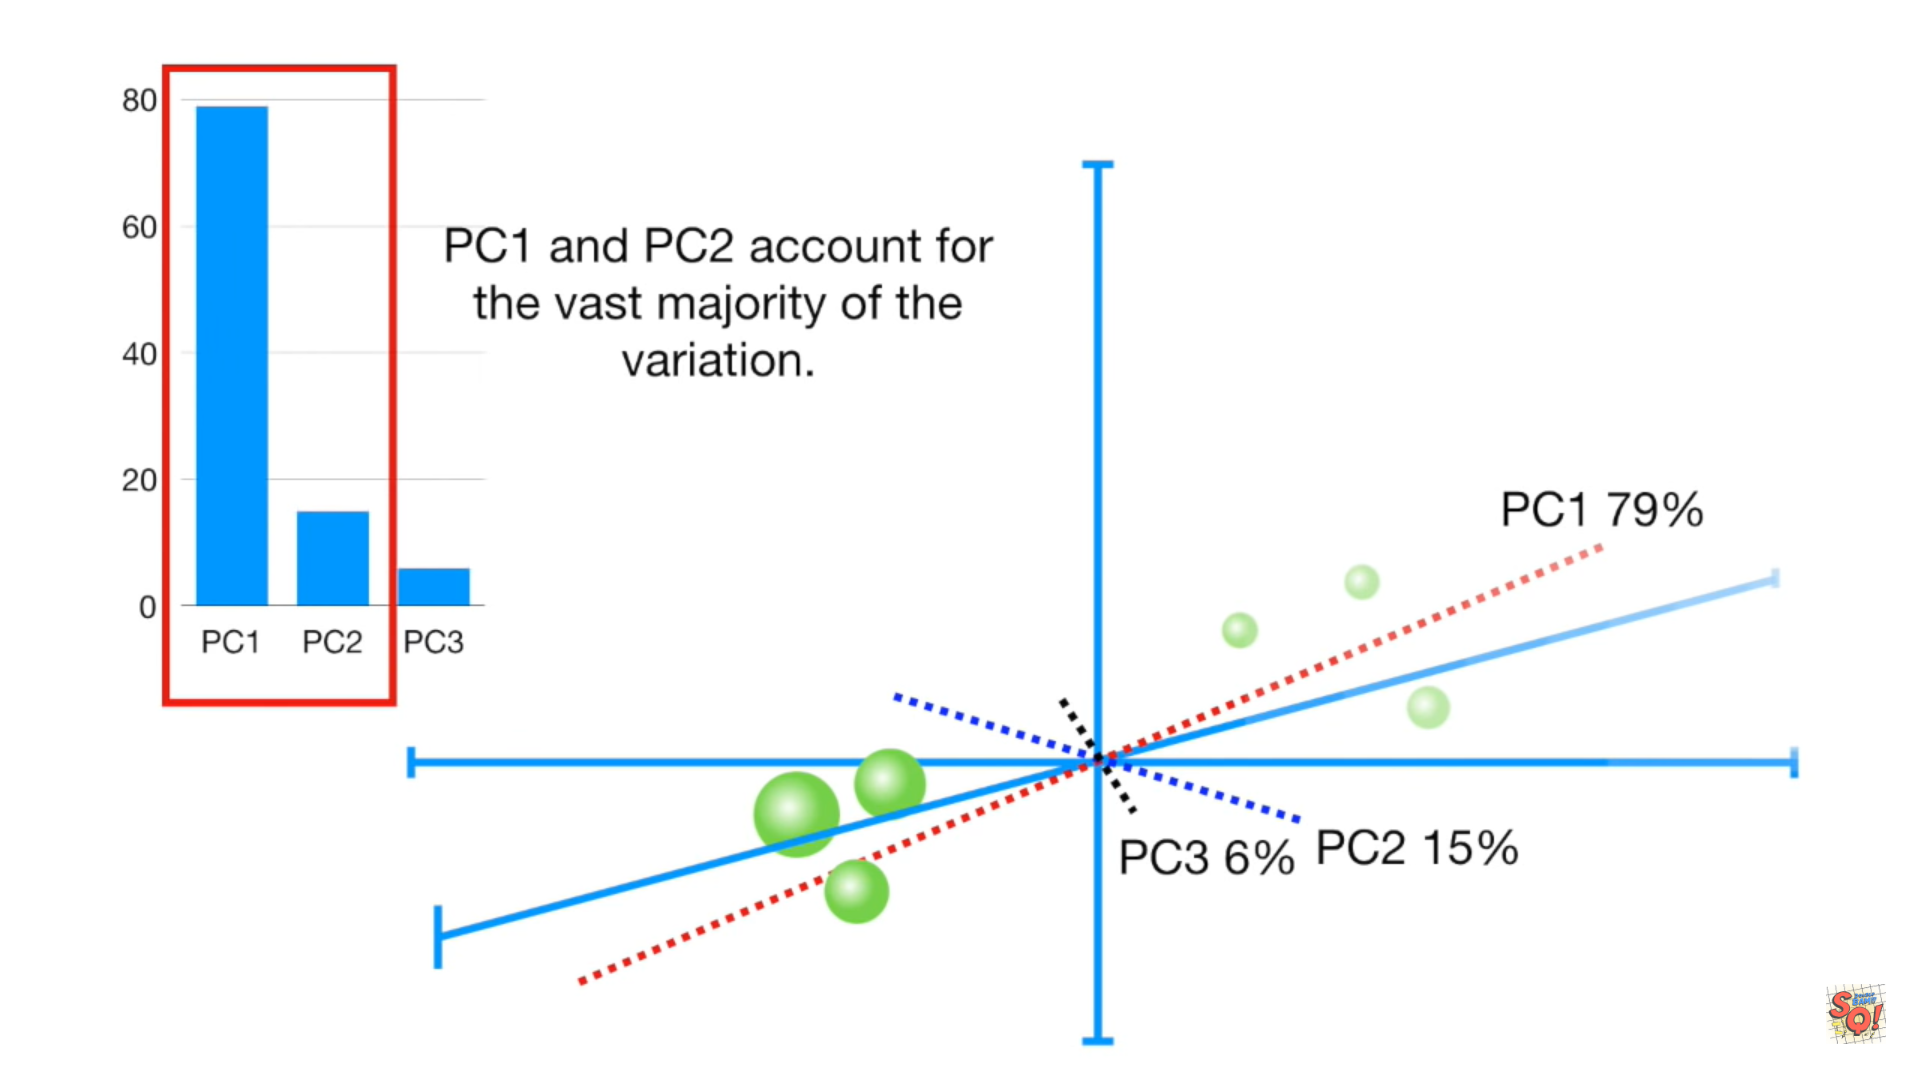 80
60
40
20
0
PC1 PC2 PC3
PC1 and PC2 account for
the vast majority of the
variation.
PC1 79%
PC3 6%
PC2 15%
SQ!